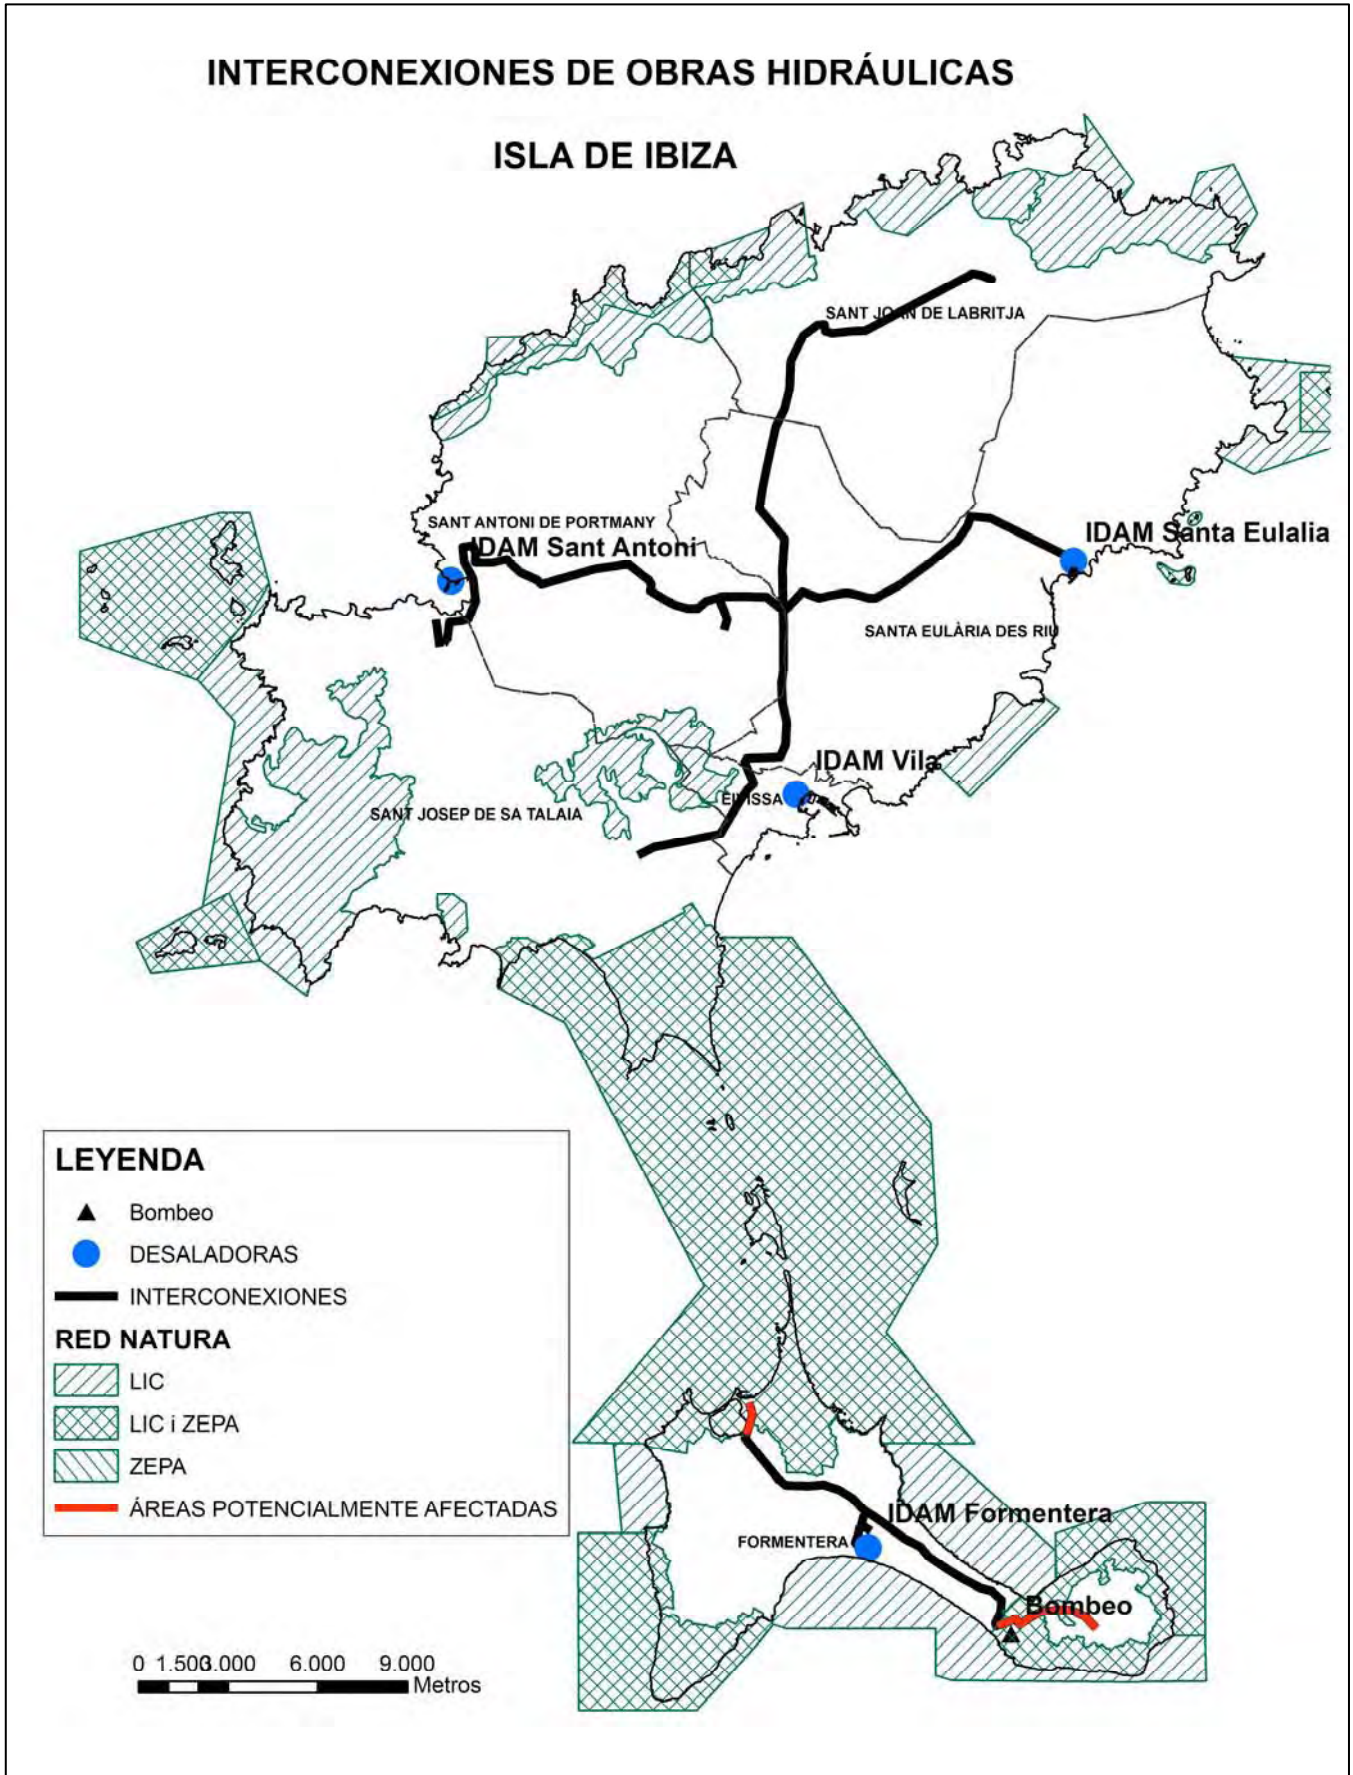 INTERCONEXIONES DE OBRAS HIDRÁULICAS
ISLA DE IBIZA
SANT JOAN DE LABRITJA
SANT ANTONI DE PORTMANY
IDAM Sant Antoni
IDAM Santa Eulalia
SANTA EULÀRIA DES RIU
IDAM Vila
EIVISSA
SANT JOSEP DE SA TALAIA
LEYENDA
Bombeo
DESALADORAS
INTERCONEXIONES
RED NATURA
LIC
LIC i ZEPA
ZEPA
ÁREAS POTENCIALMENTE AFECTADAS
IDAM Formentera
FORMENTERA
Bombeo
0 1.500 3.000 6.000 9.000
Metros